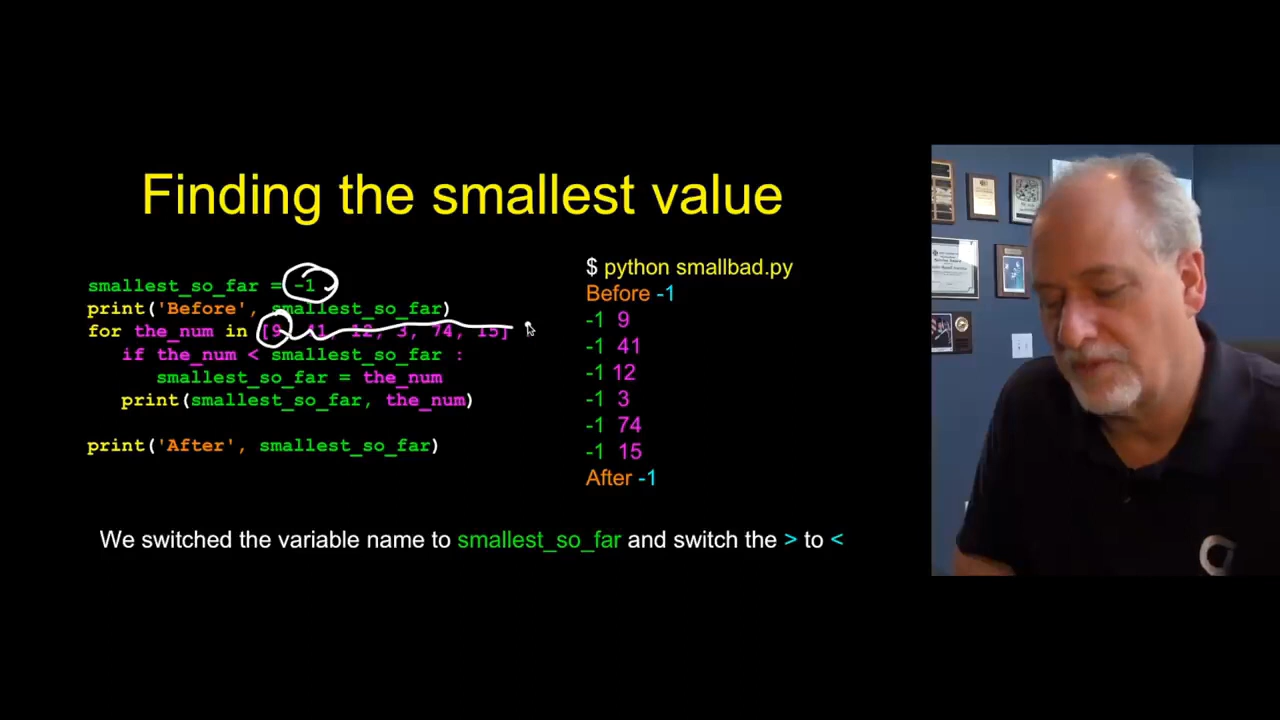 Finding the smallest value
smallest_so_far = -1
print('Before', smallest_so_far)
for the_num in [9, 41, 12, 3, 74, 15] :
if the_num < smallest_so_far :
smallest_so_far = the_num
print(smallest_so_far, the_num)
print('After', smallest_so_far)
$ python smallbad.py
Before -1
-1 9
-1 41
-1 12
-1 3
-1 74
-1 15
After -1
We switched the variable name to smallest_so_far and switch the > to <